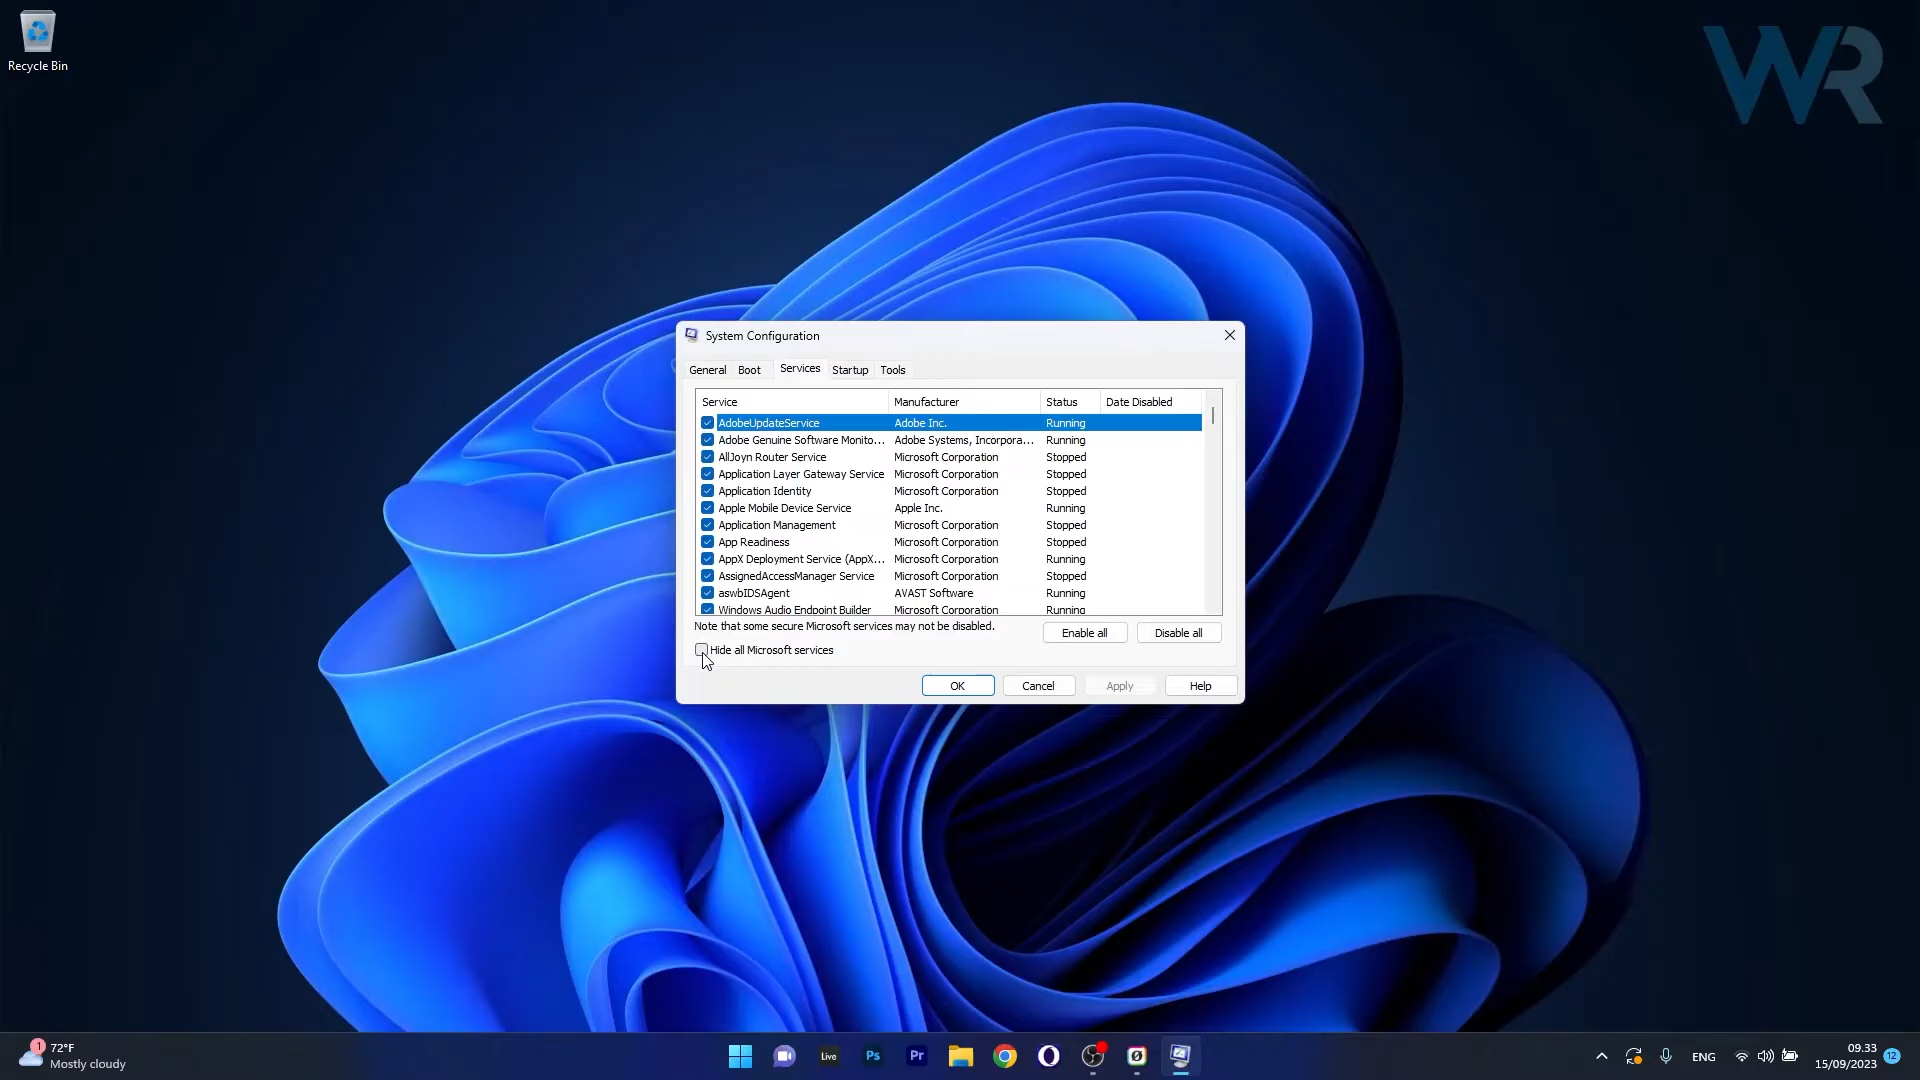 Recycle Bin
WR
System Configuration
General Boot Services Startup Tools
Service Manufacturer Status Date Disabled
AdobeUpdateService Adobe Inc. Running
Adobe Genuine Software Monito... Adobe Systems, Incorpora... Running
AllJoyn Router Service Microsoft Corporation Stopped
Application Layer Gateway Service Microsoft Corporation Stopped
Application Identity Microsoft Corporation Stopped
Apple Mobile Device Service Apple Inc. Running
Application Management Microsoft Corporation Stopped
App Readiness Microsoft Corporation Stopped
AppX Deployment Service (AppX... Microsoft Corporation Running
AssignedAccessManager Service Microsoft Corporation Stopped
aswbIDSAgent AVAST Software Running
Windows Audio Endpoint Builder Microsoft Corporation Running
Note that some secure Microsoft services may not be disabled.
Enable all Disable all
Hide all Microsoft services
OK Cancel Apply Help
1 72°F
Mostly cloudy
Live Ps Pr
ENG
09.33
15/09/2023 12